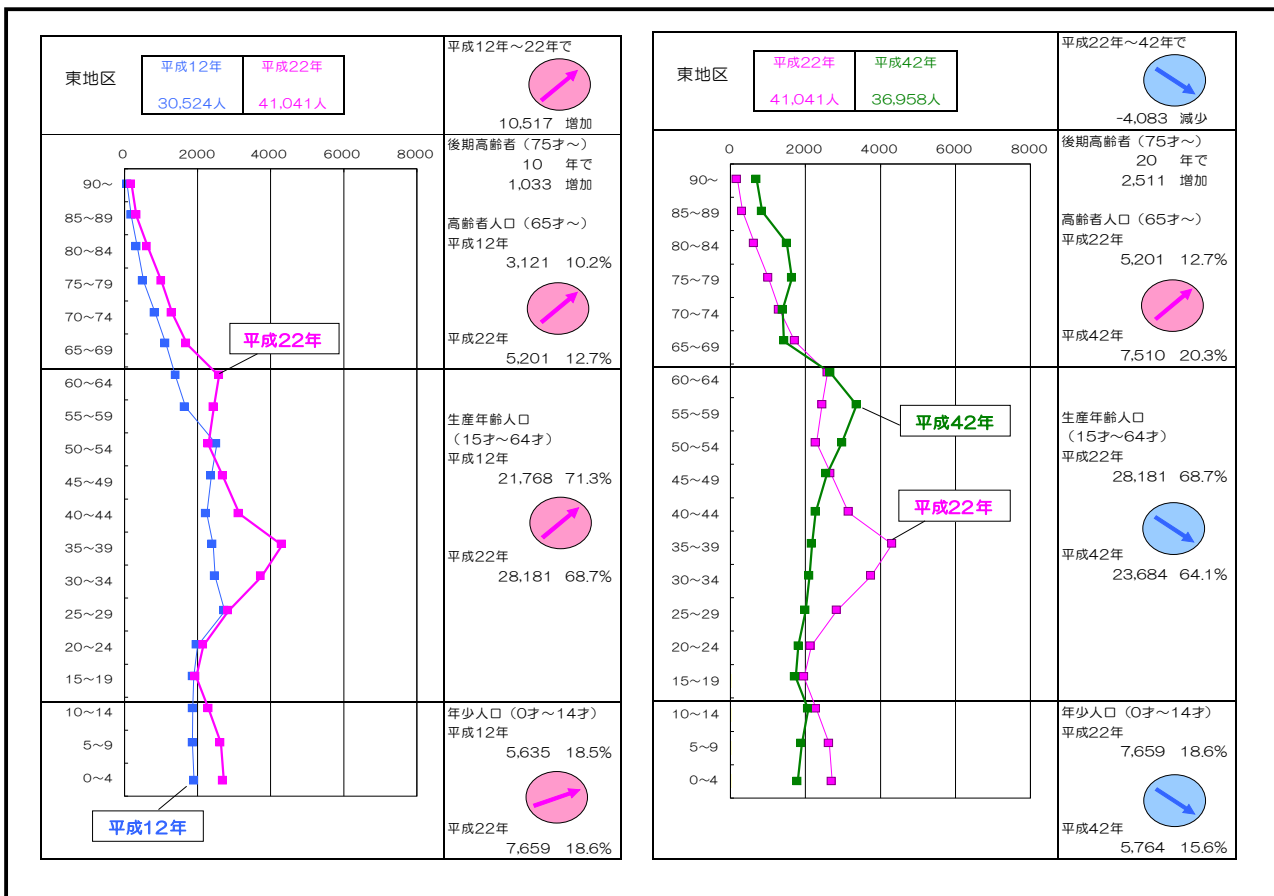 東地区
平成12年 平成22年
30,524人 41,041人
平成12年～22年で
10,517 増加
0 2000 4000 6000 8000
90～
85～89
80～84
75～79
70～74
65～69
60～64
55～59
50～54
45～49
40～44
35～39
30～34
25～29
20～24
15～19
10～14
5～9
0～4
平成22年
平成12年
後期高齢者（75才～）
10 年で
1,033 増加
高齢者人口（65才～）
平成12年
3,121 10.2%
平成22年
5,201 12.7%
生産年齢人口
（15才～64才）
平成12年
21,768 71.3%
平成22年
28,181 68.7%
年少人口（0才～14才）
平成12年
5,635 18.5%
平成22年
7,659 18.6%
東地区
平成22年 平成42年
41,041人 36,958人
平成22年～42年で
-4,083 減少
0 2000 4000 6000 8000
90～
85～89
80～84
75～79
70～74
65～69
60～64
55～59
50～54
45～49
40～44
35～39
30～34
25～29
20～24
15～19
10～14
5～9
0～4
平成42年
平成22年
後期高齢者（75才～）
20 年で
2,511 増加
高齢者人口（65才～）
平成22年
5,201 12.7%
平成42年
7,510 20.3%
生産年齢人口
（15才～64才）
平成22年
28,181 68.7%
平成42年
23,684 64.1%
年少人口（0才～14才）
平成22年
7,659 18.6%
平成42年
5,764 15.6%